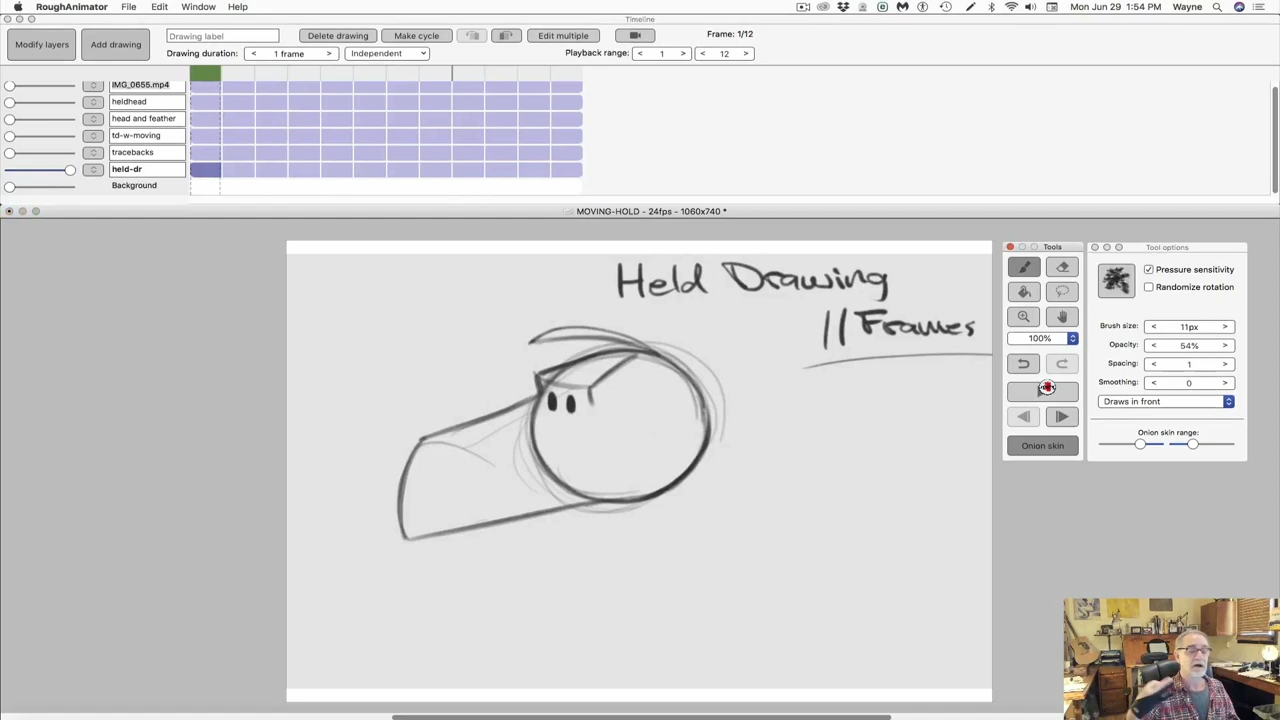 RoughAnimator File Edit Window Help Mon Jun 29 1:54 PM Wayne
Timeline
Modify layers Add drawing Drawing label Delete drawing Make cycle Edit multiple Frame: 1/12
Drawing duration: < 1 frame > Independent Playback range: < 1 > < 12 >
IMG_0655.mp4
heldhead
head and feather
td-w-moving
tracebacks
held-dr
Background
MOVING-HOLD - 24fps - 1060x740 *
Held Drawing
11 Frames
Tools
100%
Onion skin
Tool options
Pressure sensitivity
Randomize rotation
Brush size: < 11px >
Opacity: < 54% >
Spacing: < 1 >
Smoothing: < 0 >
Draws in front
Onion skin range: